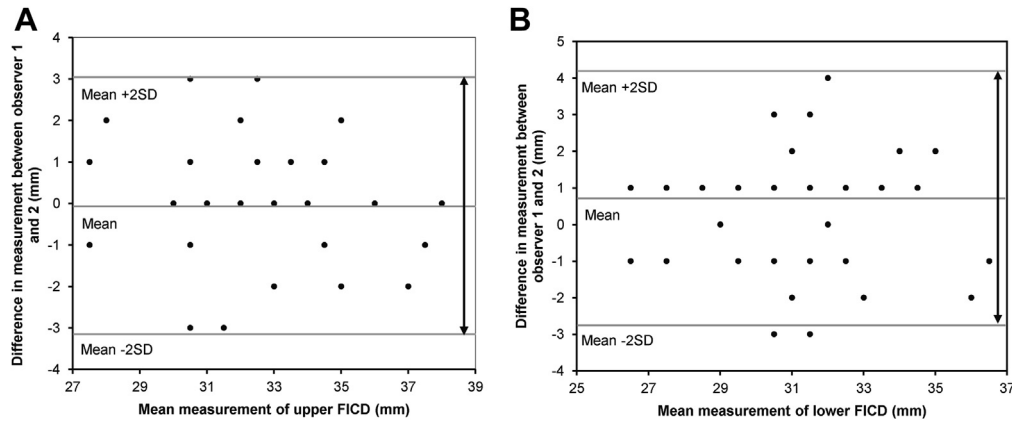 A
Difference in measurement between observer 1
and 2 (mm)
4
3
2
1
0
-1
-2
-3
-4
Mean +2SD
Mean
Mean -2SD
27 29 31 33 35 37 39
Mean measurement of upper FICD (mm)
B
Difference in measurement between
observer 1 and 2 (mm)
5
4
3
2
1
0
-1
-2
-3
-4
Mean +2SD
Mean
Mean -2SD
25 27 29 31 33 35 37
Mean measurement of lower FICD (mm)